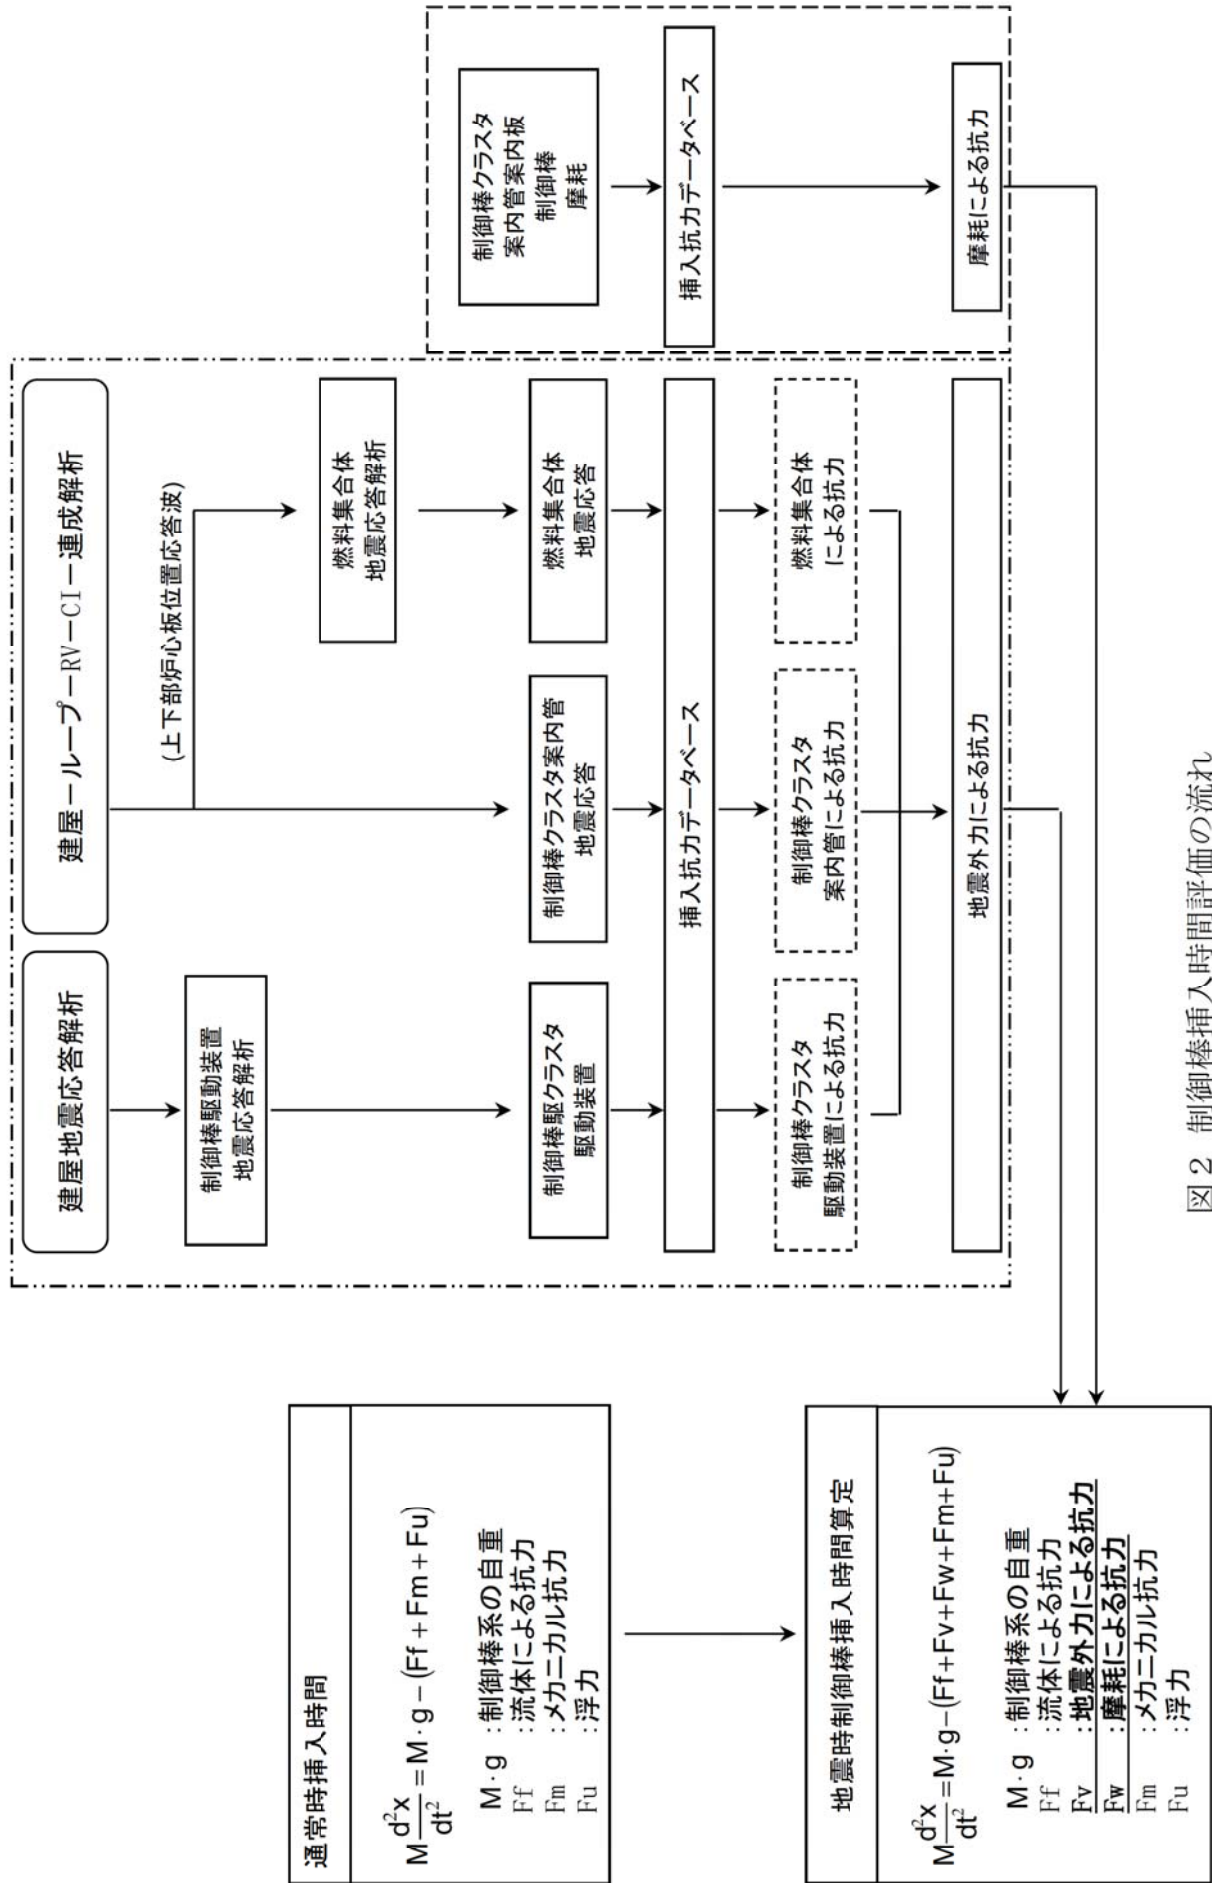 通常時挿入時間
M d²x/dt² = M・g－(Ff＋Fm＋Fu)
M・g :制御棒系の自重
Ff :流体による抗力
Fm :メカニカル抗力
Fu :浮力
地震時制御棒挿入時間算定
M d²x/dt² =M・g－(Ff+Fv+Fw+Fm+Fu)
M・g :制御棒系の自重
Ff :流体による抗力
Fv :地震外力による抗力
Fw :摩耗による抗力
Fm :メカニカル抗力
Fu :浮力
建屋地震応答解析
制御棒駆動装置
地震応答解析
制御棒駆クラスタ
駆動装置
建屋－ループ－RV－CI－連成解析
(上下部炉心板位置応答波)
燃料集合体
地震応答解析
制御棒クラスタ案内管
地震応答
燃料集合体
地震応答
挿入抗力データベース
制御棒クラスタ
駆動装置による抗力
制御棒クラスタ
案内管による抗力
燃料集合体
による抗力
地震外力による抗力
制御棒クラスタ
案内管案内板
制御棒
摩耗
挿入抗力データベース
摩耗による抗力
図２ 制御棒挿入時間評価の流れ